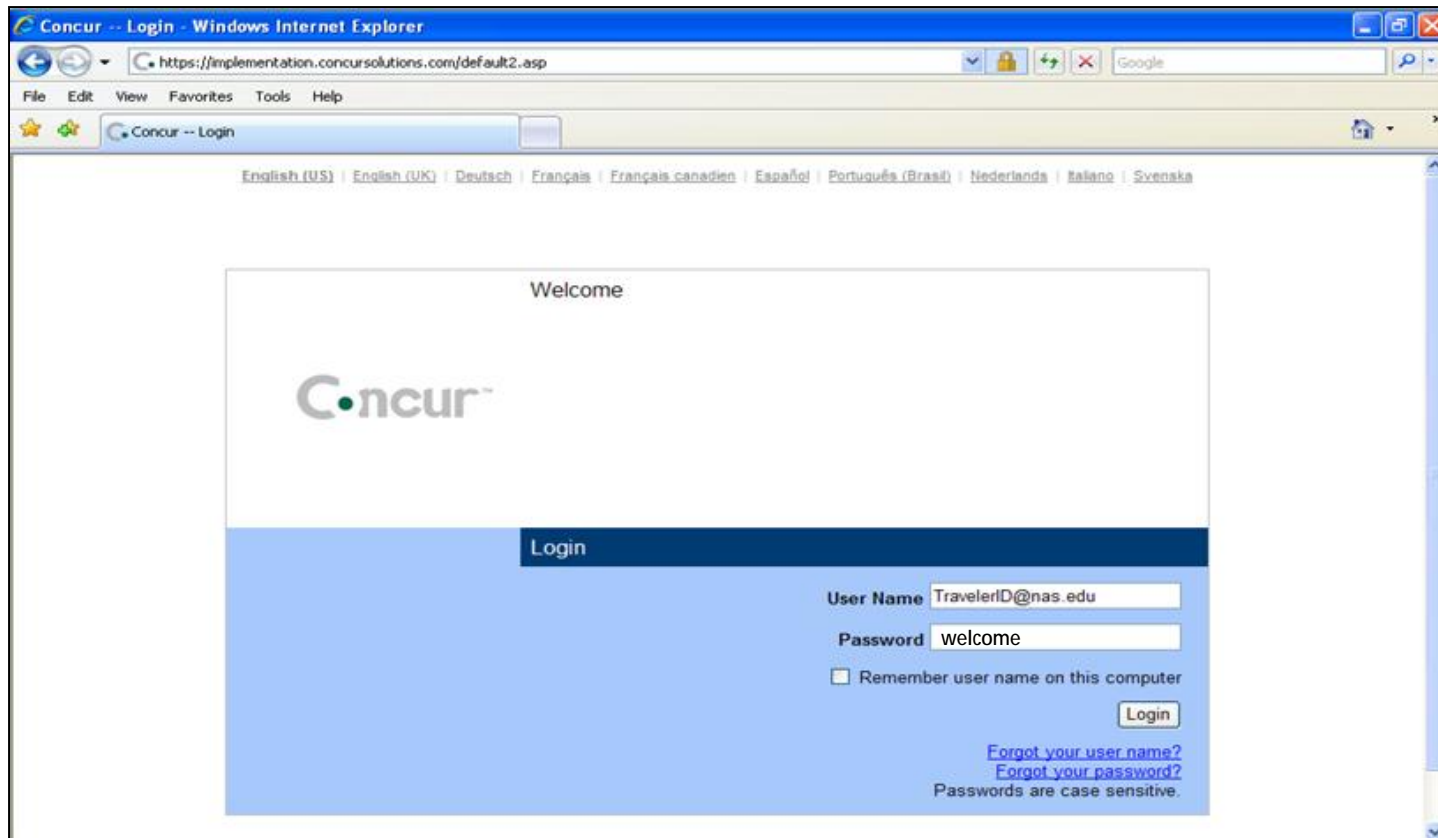 Concur -- Login - Windows Internet Explorer
https://implementation.concursolutions.com/default2.asp
Google
File Edit View Favorites Tools Help
Concur -- Login
English (US) | English (UK) | Deutsch | Français | Français canadien | Español | Português (Brasil) | Nederlands | Italiano | Svenska
Welcome
Concur™
Login
User Name TravelerID@nas.edu
Password welcome
Remember user name on this computer
Login
Forgot your user name?
Forgot your password?
Passwords are case sensitive.